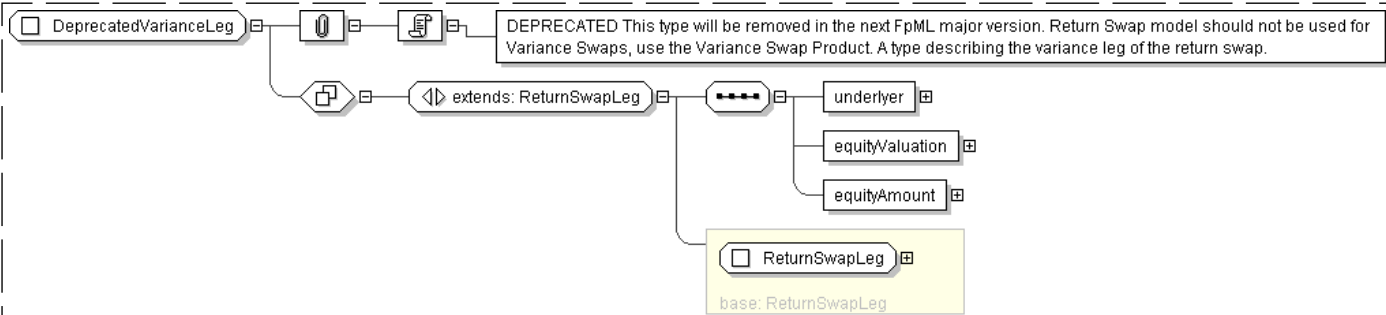 DeprecatedVarianceLeg
DEPRECATED This type will be removed in the next FpML major version. Return Swap model should not be used for
Variance Swaps, use the Variance Swap Product. A type describing the variance leg of the return swap.
extends: ReturnSwapLeg
underlyer
equityValuation
equityAmount
ReturnSwapLeg
base: ReturnSwapLeg